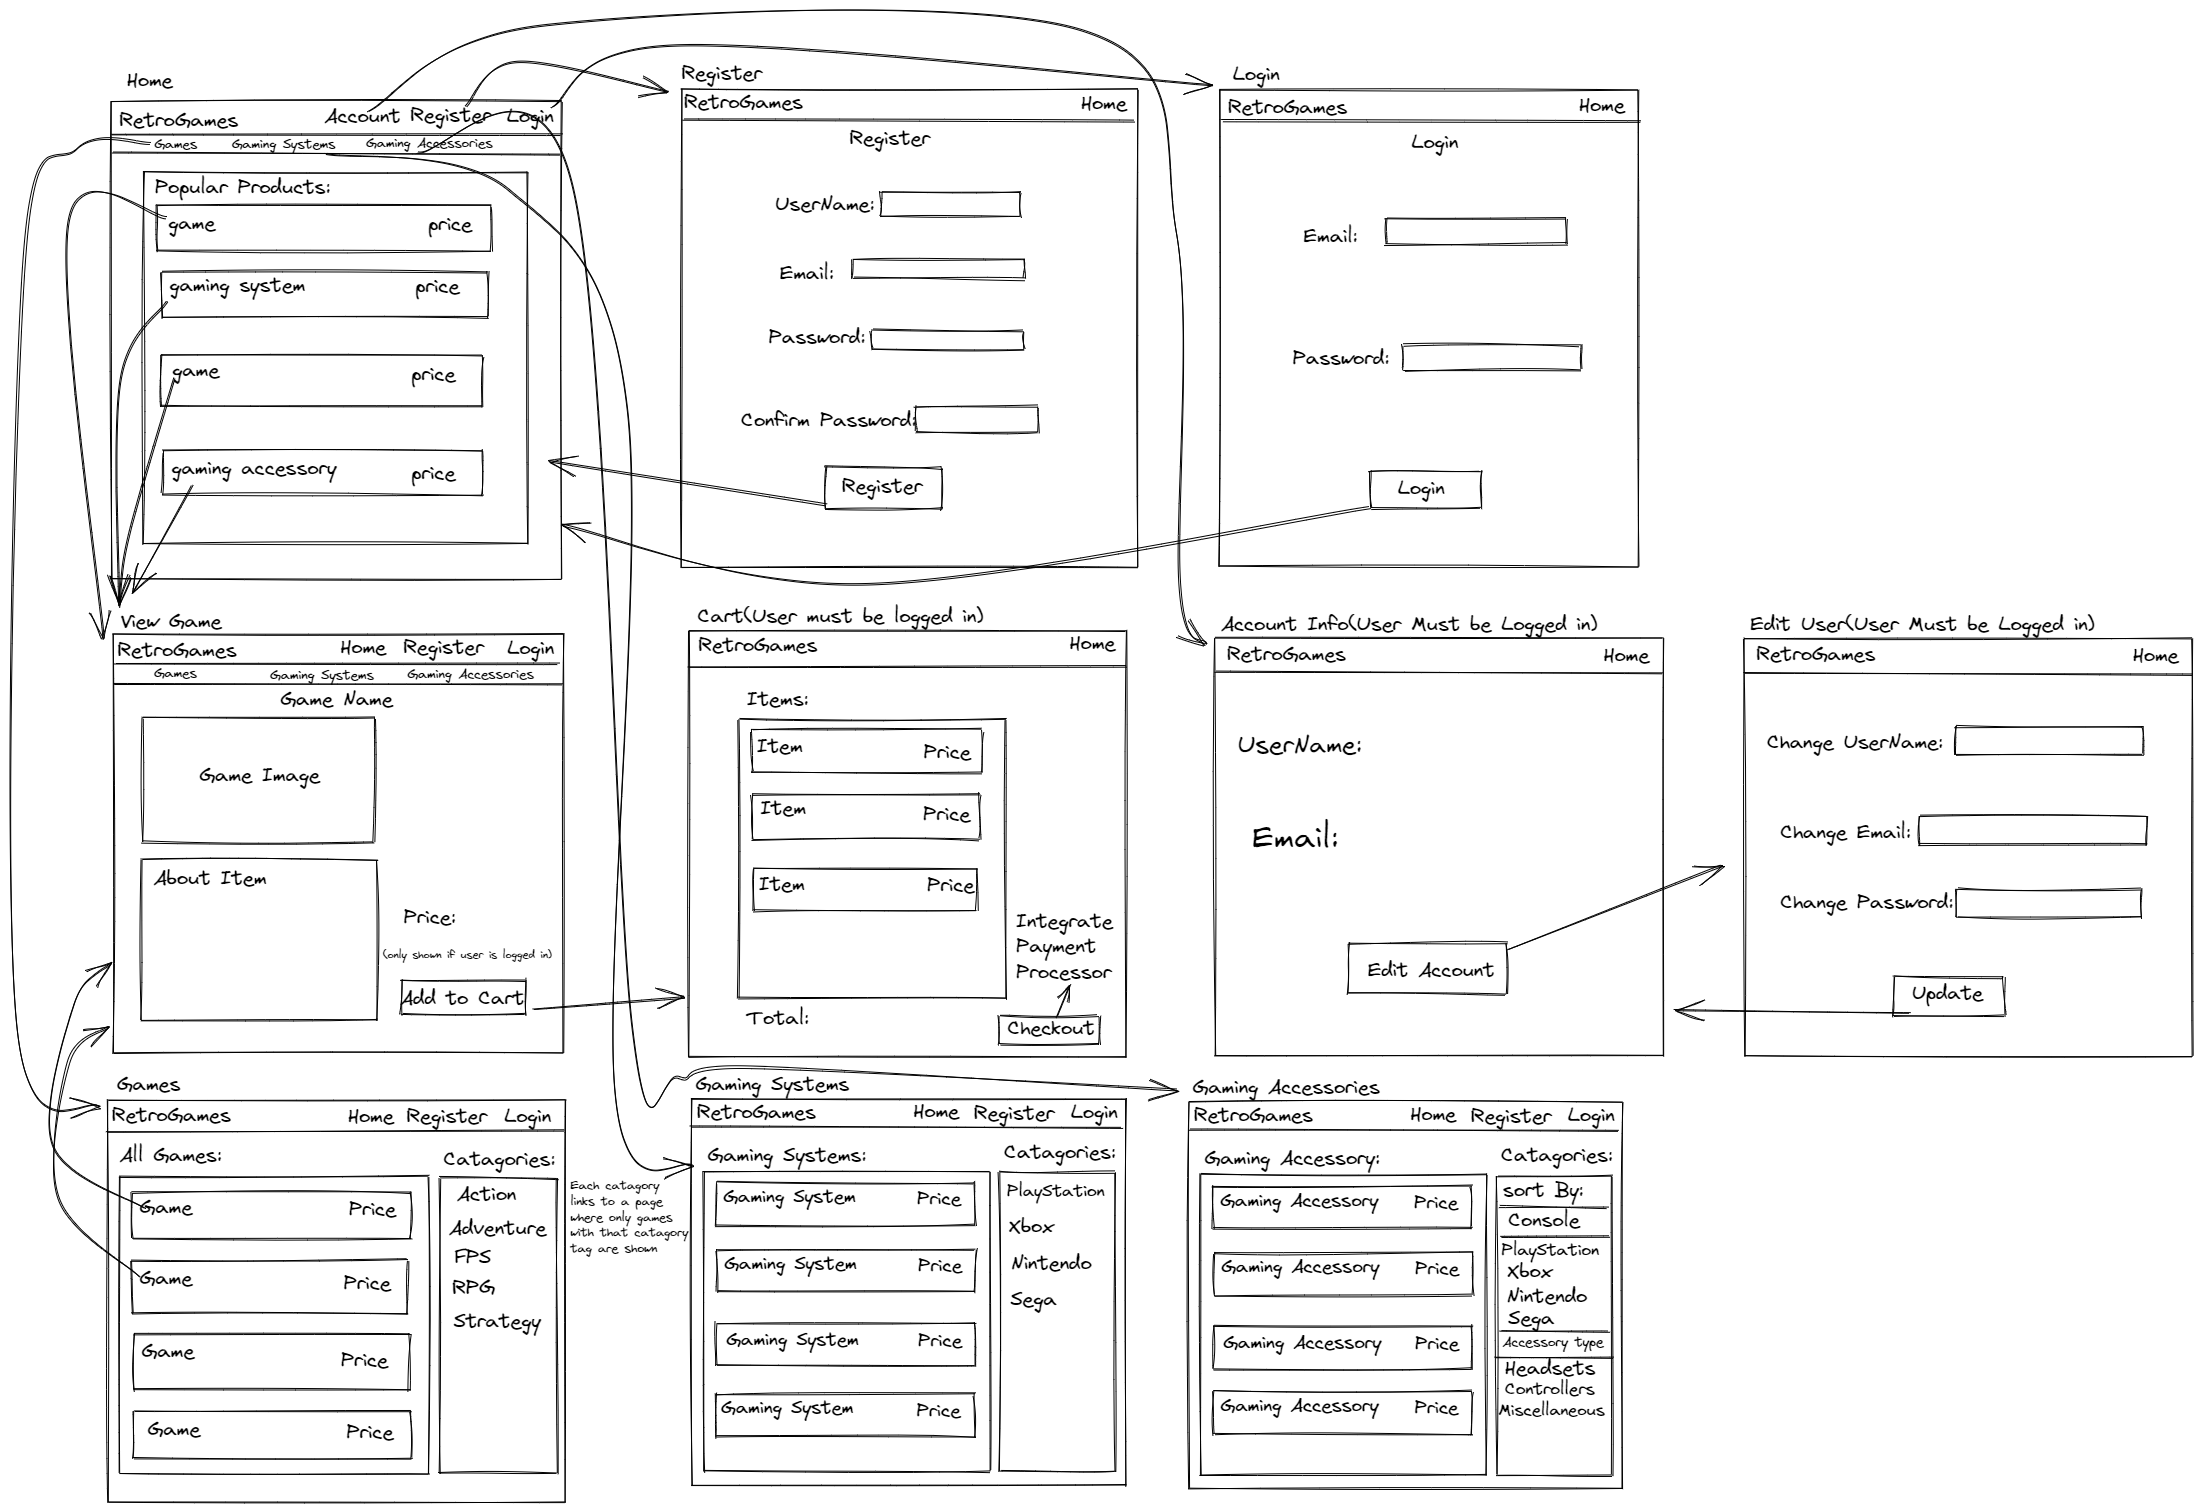 Home
RetroGames Account Register Login
Games Gaming Systems Gaming Accessories
Popular Products:
game price
gaming system price
game price
gaming accessory price
Register
RetroGames Home
Register
UserName:
Email:
Password:
Confirm Password:
Register
Login
RetroGames Home
Login
Email:
Password:
Login
View Game
RetroGames Home Register Login
Games Gaming Systems Gaming Accessories
Game Name
Game Image
About Item
Price:
(only shown if user is logged in)
Add to Cart
Cart(User must be logged in)
RetroGames Home
Items:
Item Price
Item Price
Item Price
Integrate
Payment
Processor
Total:
Checkout
Account Info(User Must be Logged in)
RetroGames Home
UserName:
Email:
Edit Account
Edit User(User Must be Logged in)
RetroGames Home
Change UserName:
Change Email:
Change Password:
Update
Games
RetroGames Home Register Login
All Games:
Game Price
Game Price
Game Price
Game Price
Catagories:
Action
Adventure
FPS
RPG
Strategy
Each catagory
links to a page
where only games
with that catagory
tag are shown
Gaming Systems
RetroGames Home Register Login
Gaming Systems:
Gaming System Price
Gaming System Price
Gaming System Price
Gaming System Price
Catagories:
PlayStation
Xbox
Nintendo
Sega
Gaming Accessories
RetroGames Home Register Login
Gaming Accessory:
Gaming Accessory Price
Gaming Accessory Price
Gaming Accessory Price
Gaming Accessory Price
Catagories:
sort By:
Console
PlayStation
Xbox
Nintendo
Sega
Accessory type
Headsets
Controllers
Miscellaneous